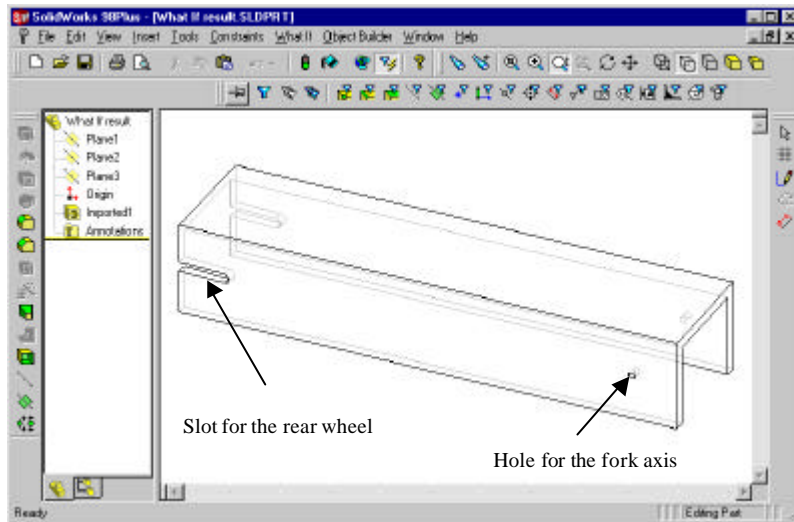 SolidWorks 98Plus - [What If result.SLDPRT]
File Edit View Insert Tools Constraints What If Object Builder Window Help
What If result
Plane1
Plane2
Plane3
Origin
Imported1
Annotations
Slot for the rear wheel
Hole for the fork axis
Ready
Editing Part